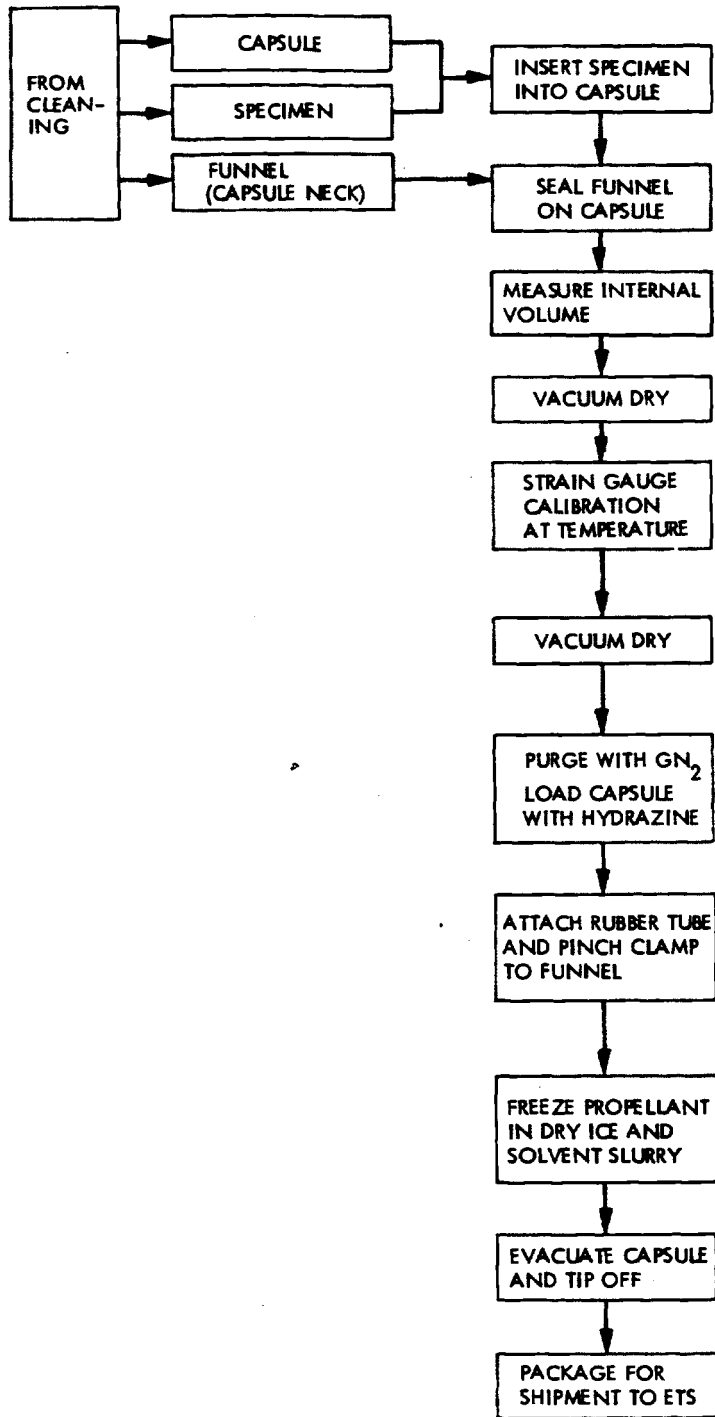 FROM
CLEAN-
ING
CAPSULE
SPECIMEN
FUNNEL
(CAPSULE NECK)
INSERT SPECIMEN
INTO CAPSULE
SEAL FUNNEL
ON CAPSULE
MEASURE INTERNAL
VOLUME
VACUUM DRY
STRAIN GAUGE
CALIBRATION
AT TEMPERATURE
VACUUM DRY
PURGE WITH GN2
LOAD CAPSULE
WITH HYDRAZINE
ATTACH RUBBER TUBE
AND PINCH CLAMP
TO FUNNEL
FREEZE PROPELLANT
IN DRY ICE AND
SOLVENT SLURRY
EVACUATE CAPSULE
AND TIP OFF
PACKAGE FOR
SHIPMENT TO ETS